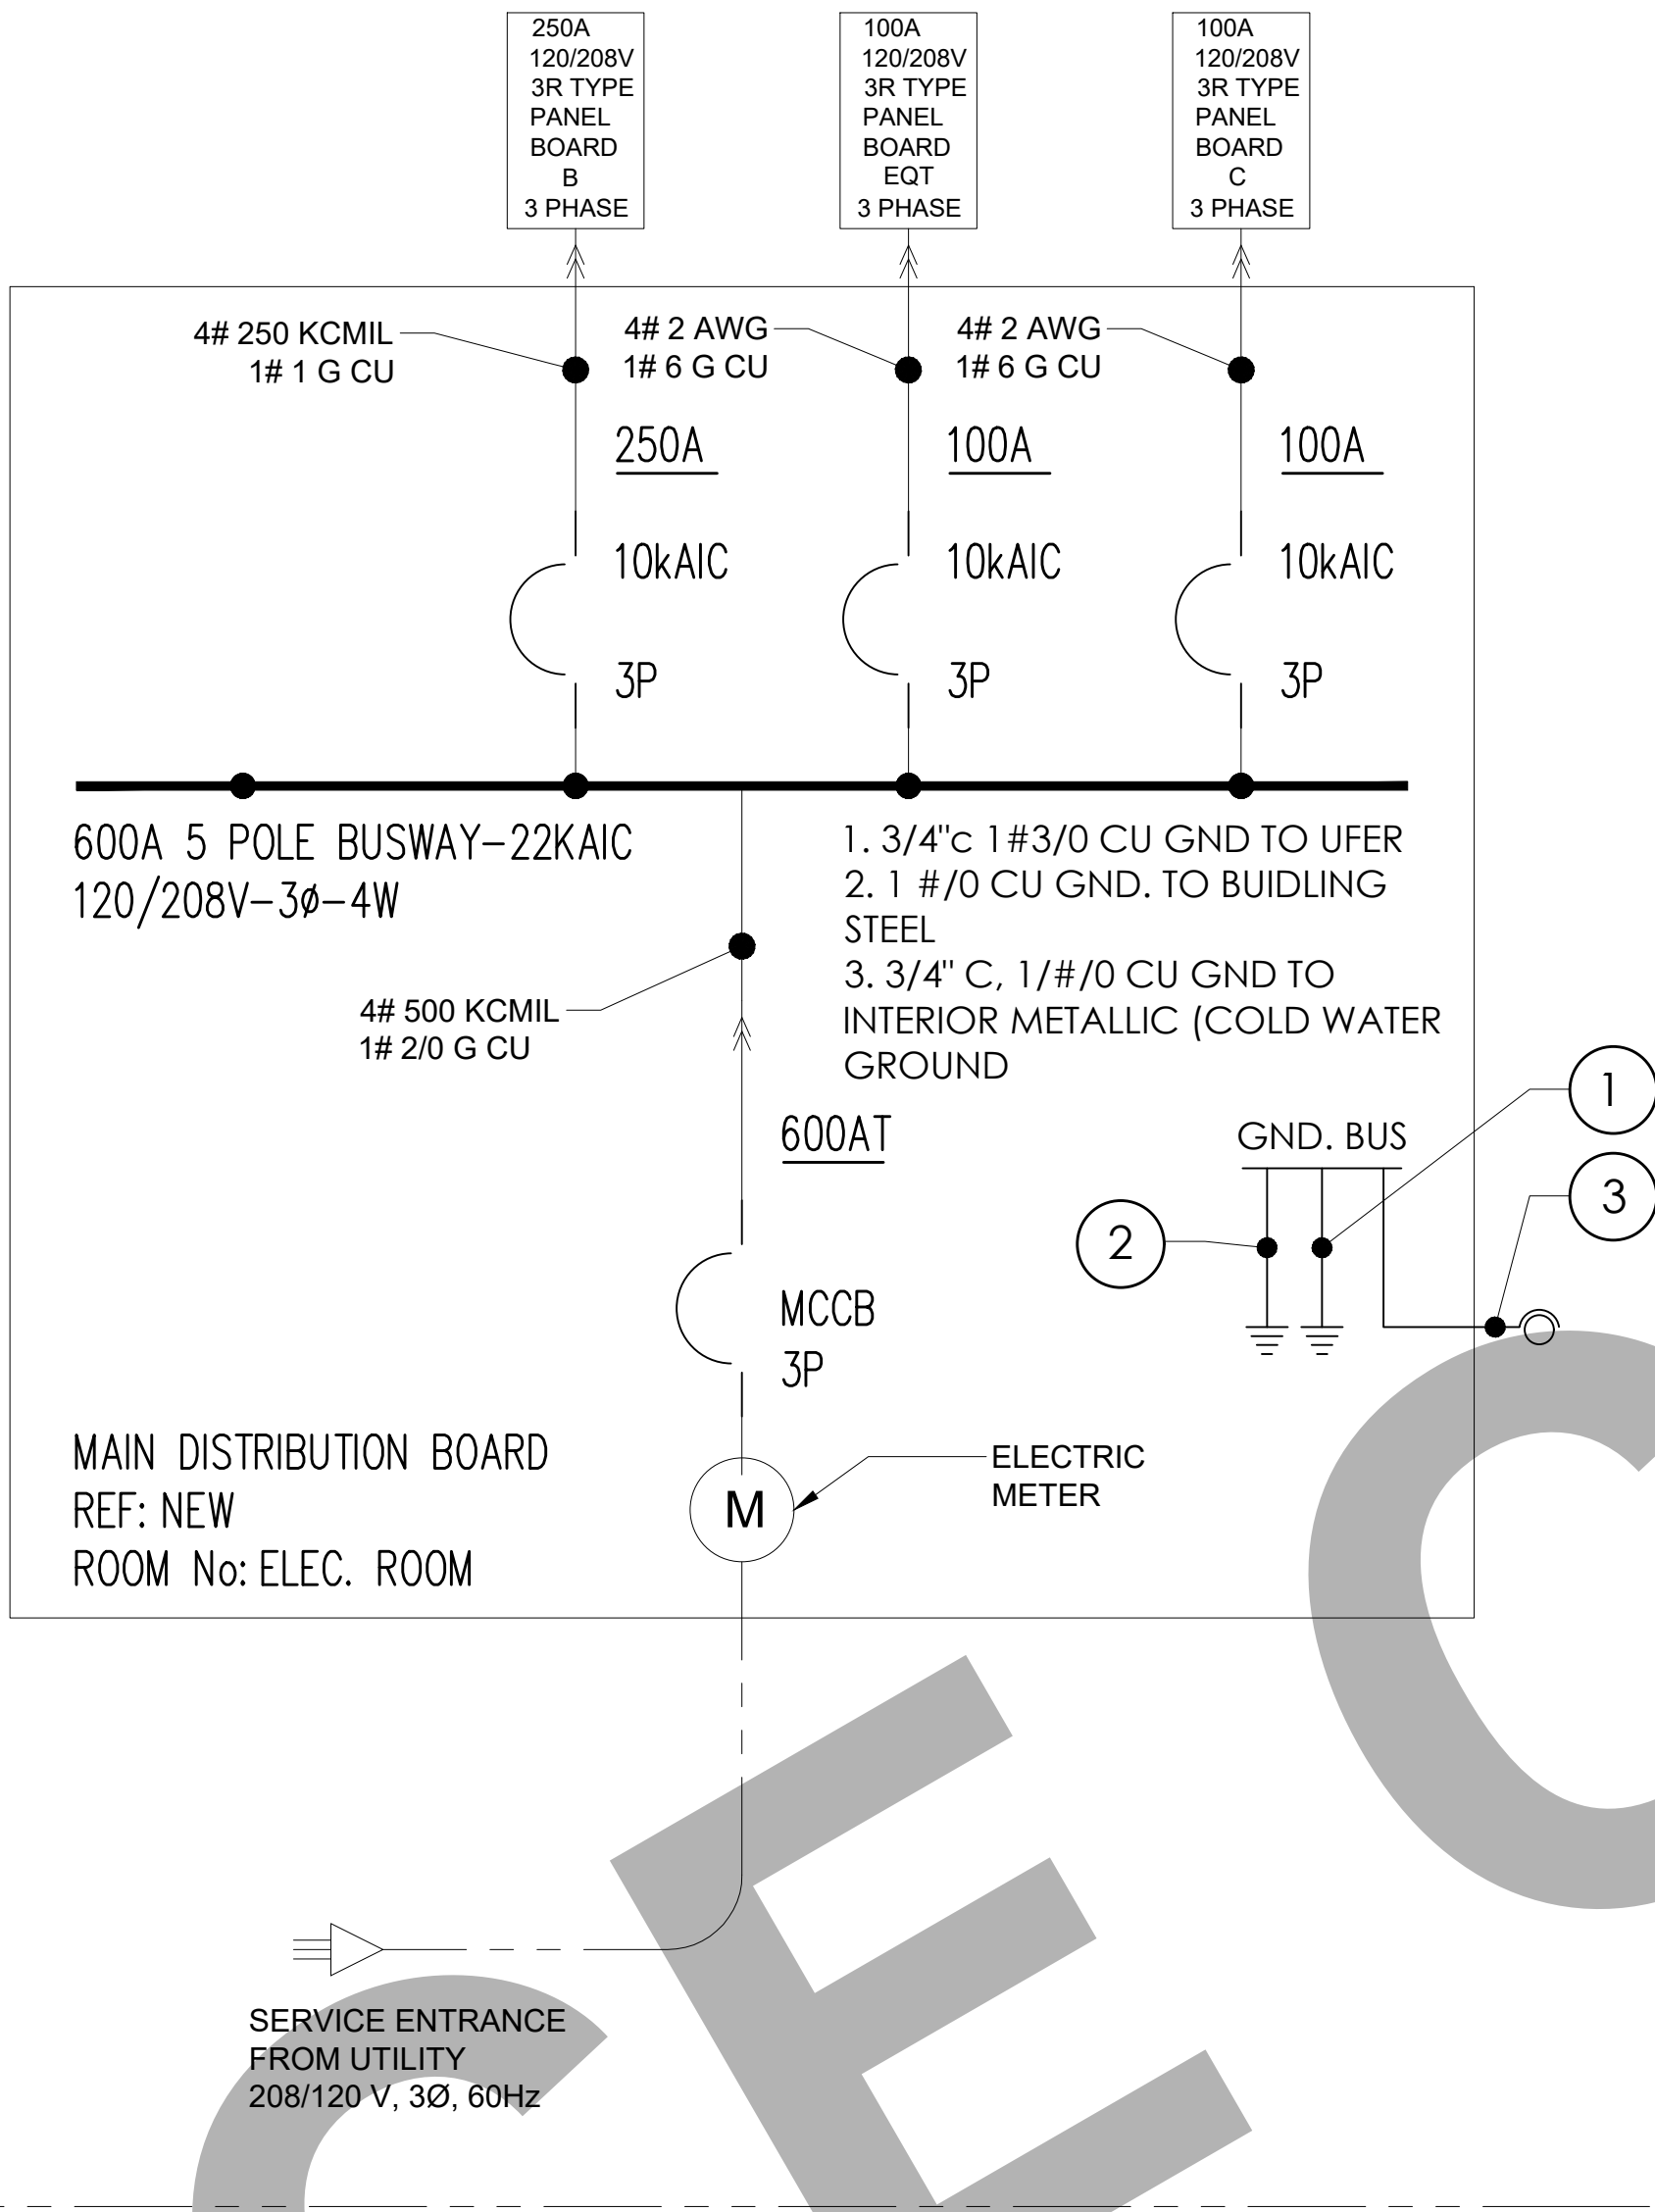 250A
120/208V
3R TYPE
PANEL
BOARD
B
3 PHASE
100A
120/208V
3R TYPE
PANEL
BOARD
EQT
3 PHASE
100A
120/208V
3R TYPE
PANEL
BOARD
C
3 PHASE
4# 250 KCMIL
1# 1 G CU
4# 2 AWG
1# 6 G CU
4# 2 AWG
1# 6 G CU
250A
10kAIC
3P
100A
10kAIC
3P
100A
10kAIC
3P
600A 5 POLE BUSWAY-22KAIC
120/208V-3ø-4W
1. 3/4"c 1#3/0 CU GND TO UFER
2. 1 #/0 CU GND. TO BUIDLING
STEEL
3. 3/4" C, 1/#/0 CU GND TO
INTERIOR METALLIC (COLD WATER
GROUND
4# 500 KCMIL
1# 2/0 G CU
600AT
MCCB
3P
GND. BUS
1
3
2
MAIN DISTRIBUTION BOARD
REF: NEW
ROOM No: ELEC. ROOM
M
ELECTRIC
METER
SERVICE ENTRANCE
FROM UTILITY
208/120 V, 3Ø, 60Hz
C
E
C